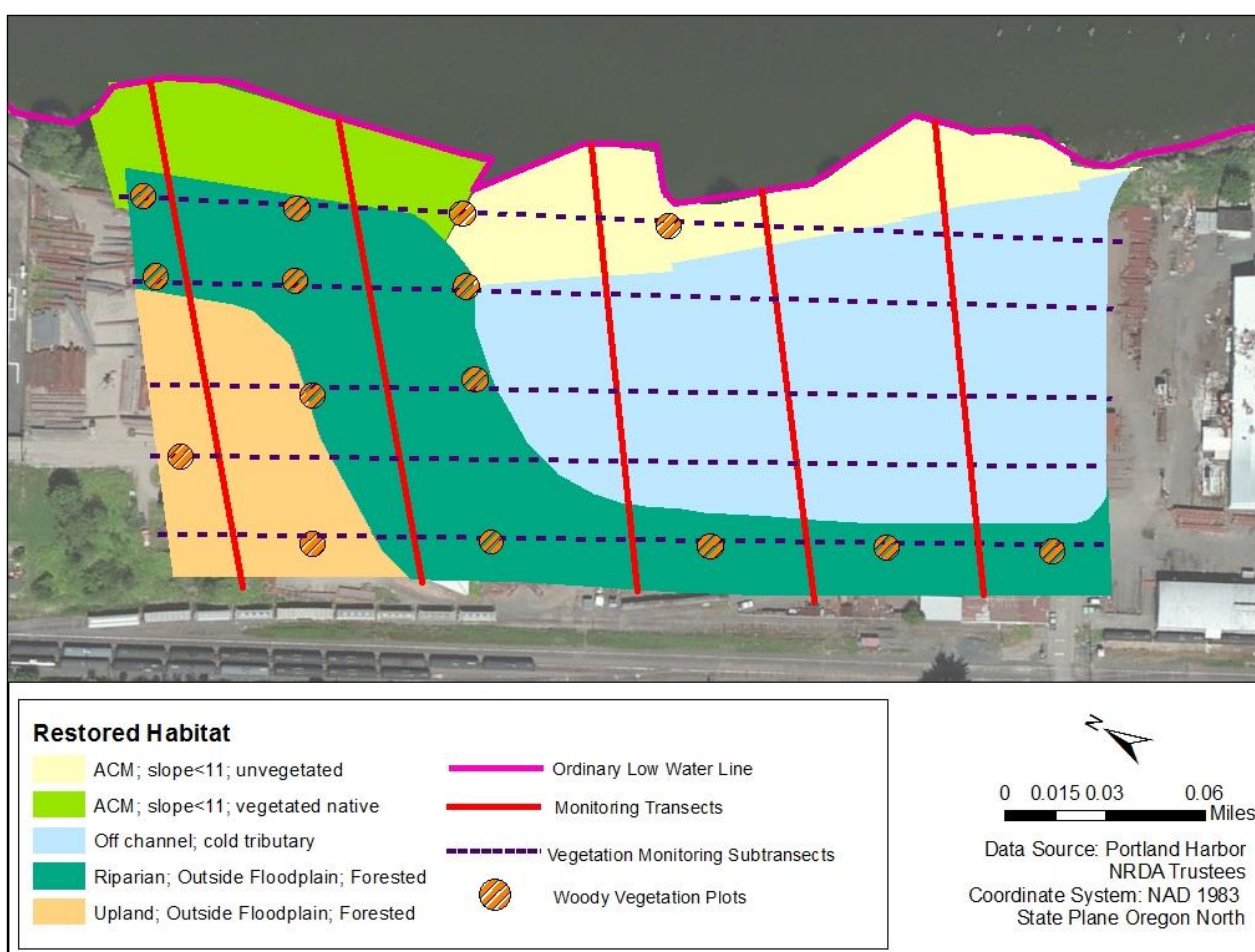 Restored Habitat
ACM; slope<11; unvegetated
ACM; slope<11; vegetated native
Off channel; cold tributary
Riparian; Outside Floodplain; Forested
Upland; Outside Floodplain; Forested
Ordinary Low Water Line
Monitoring Transects
Vegetation Monitoring Subtransects
Woody Vegetation Plots
N
0 0.015 0.03 0.06
Miles
Data Source: Portland Harbor
NRDA Trustees
Coordinate System: NAD 1983
State Plane Oregon North